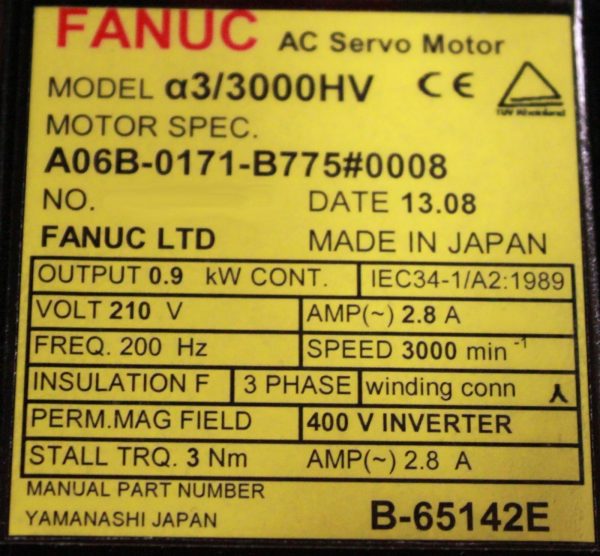 FANUC AC Servo Motor
MODEL α3/3000HV CE
MOTOR SPEC.
A06B-0171-B775#0008
NO. DATE 13.08
FANUC LTD MADE IN JAPAN
OUTPUT 0.9 kW CONT. IEC34-1/A2:1989
VOLT 210 V AMP(~) 2.8 A
FREQ. 200 Hz SPEED 3000 min⁻¹
INSULATION F 3 PHASE winding conn
PERM.MAG FIELD 400 V INVERTER
STALL TRQ. 3 Nm AMP(~) 2.8 A
MANUAL PART NUMBER
YAMANASHI JAPAN B-65142E